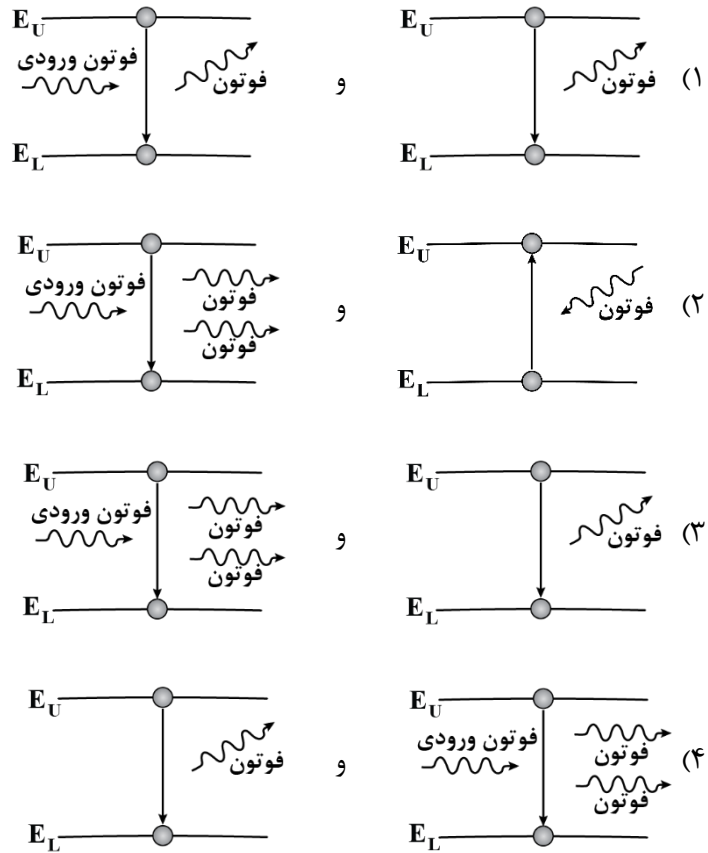 ۱) E_U فوتون E_L و E_U فوتون ورودی فوتون E_L
۲) E_U فوتون E_L و E_U فوتون ورودی فوتون فوتون E_L
۳) E_U فوتون E_L و E_U فوتون ورودی فوتون فوتون E_L
۴) E_U فوتون ورودی فوتون فوتون E_L و E_U فوتون E_L